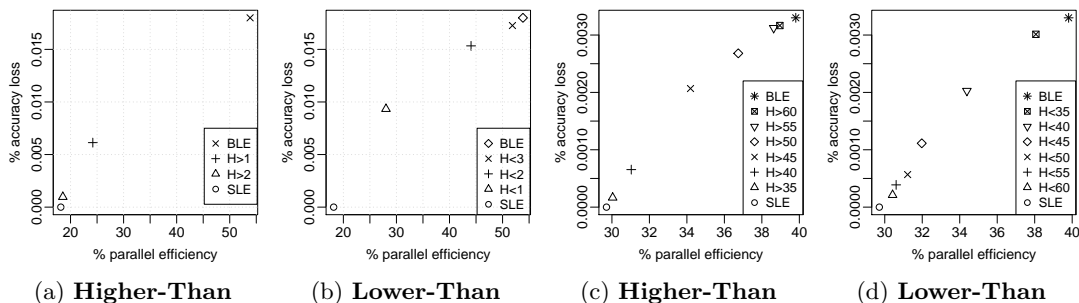 % accuracy loss
0.000 0.005 0.010 0.015
20 30 40 50
% parallel efficiency
BLE
H>1
H>2
SLE
(a) Higher-Than
% accuracy loss
0.000 0.005 0.010 0.015
20 30 40 50
% parallel efficiency
BLE
H<3
H<2
H<1
SLE
(b) Lower-Than
% accuracy loss
0.0000 0.0010 0.0020 0.0030
30 32 34 36 38 40
% parallel efficiency
BLE
H>60
H>55
H>50
H>45
H>40
H>35
SLE
(c) Higher-Than
% accuracy loss
0.0000 0.0010 0.0020 0.0030
30 32 34 36 38 40
% parallel efficiency
BLE
H<35
H<40
H<45
H<50
H<55
H<60
SLE
(d) Lower-Than